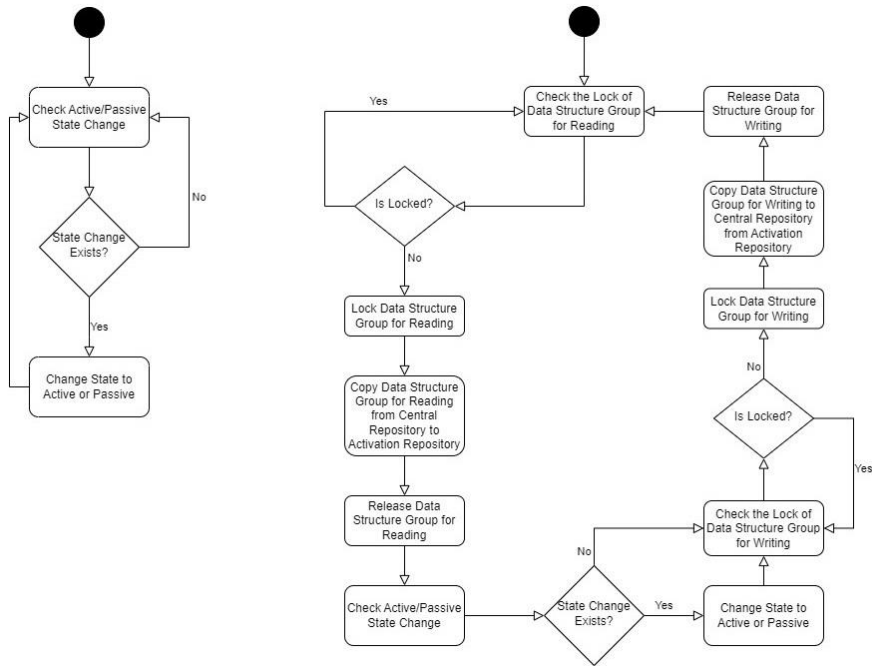 Check Active/Passive
State Change
State Change
Exists?
No
Yes
Change State to
Active or Passive
Check the Lock of
Data Structure Group
for Reading
Yes
Is Locked?
No
Lock Data Structure
Group for Reading
Copy Data Structure
Group for Reading
from Central
Repository to
Activation Repository
Release Data
Structure Group for
Reading
Check Active/Passive
State Change
State Change
Exists?
No
Yes
Change State to
Active or Passive
Check the Lock of
Data Structure Group
for Writing
Is Locked?
Yes
No
Lock Data Structure
Group for Writing
Copy Data Structure
Group for Writing to
Central Repository
from Activation
Repository
Release Data
Structure Group for
Writing